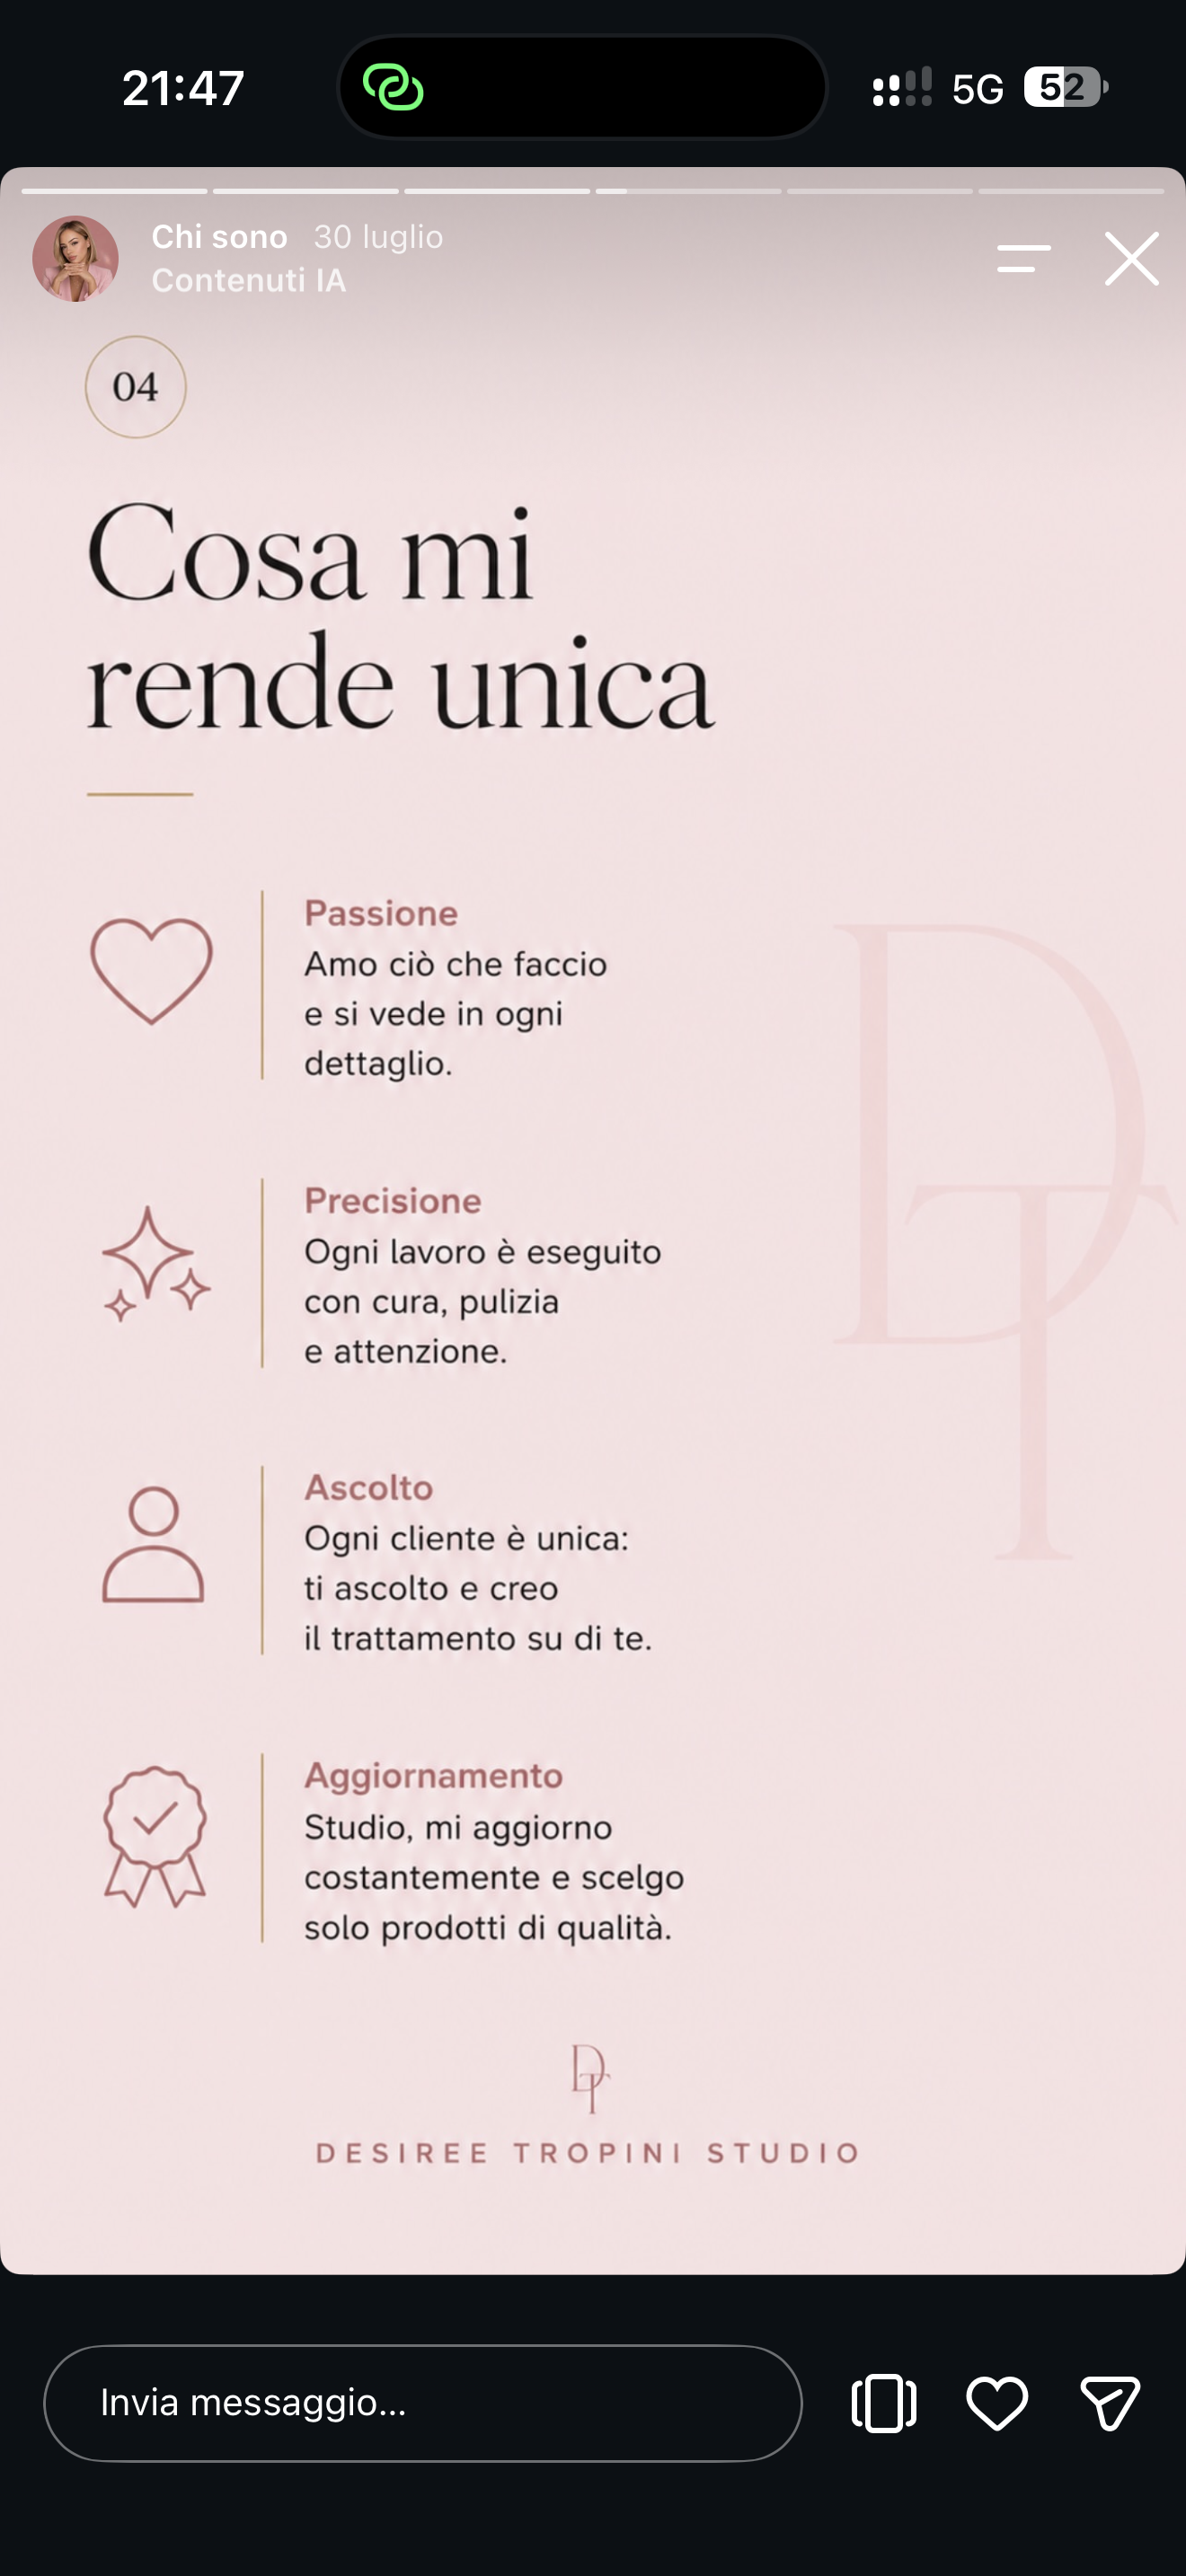 21:47
5G
52
Chi sono 30 luglio
Contenuti IA
04
Cosa mi
rende unica
Passione
Amo ciò che faccio
e si vede in ogni
dettaglio.
Precisione
Ogni lavoro è eseguito
con cura, pulizia
e attenzione.
Ascolto
Ogni cliente è unica:
ti ascolto e creo
il trattamento su di te.
Aggiornamento
Studio, mi aggiorno
costantemente e scelgo
solo prodotti di qualità.
DT
DT
DESIREE TROPINI STUDIO
Invia messaggio...